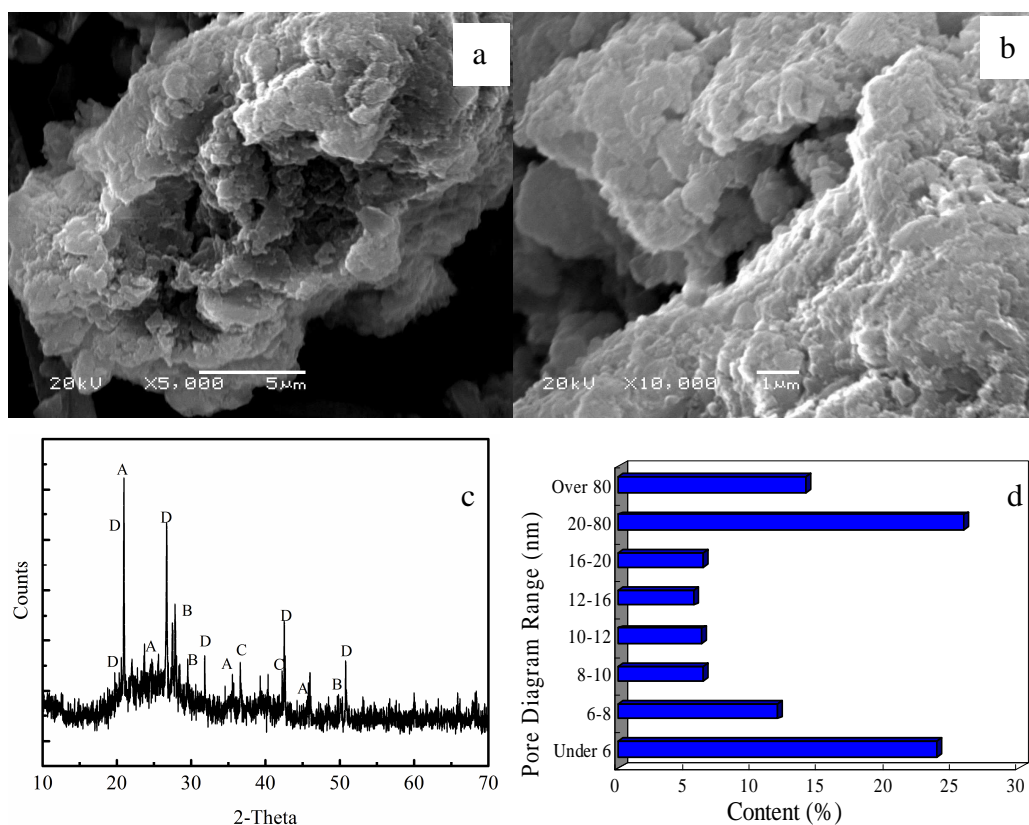 a
20kV X5,000 5μm
b
20kV X10,000 1μm
c
A
D
D
B
D
A
D
B
D
A
C
C
A
B
D
Counts
10 20 30 40 50 60 70
2-Theta
d
Pore Diagram Range (nm)
Over 80
20-80
16-20
12-16
10-12
8-10
6-8
Under 6
0 5 10 15 20 25 30
Content (%)